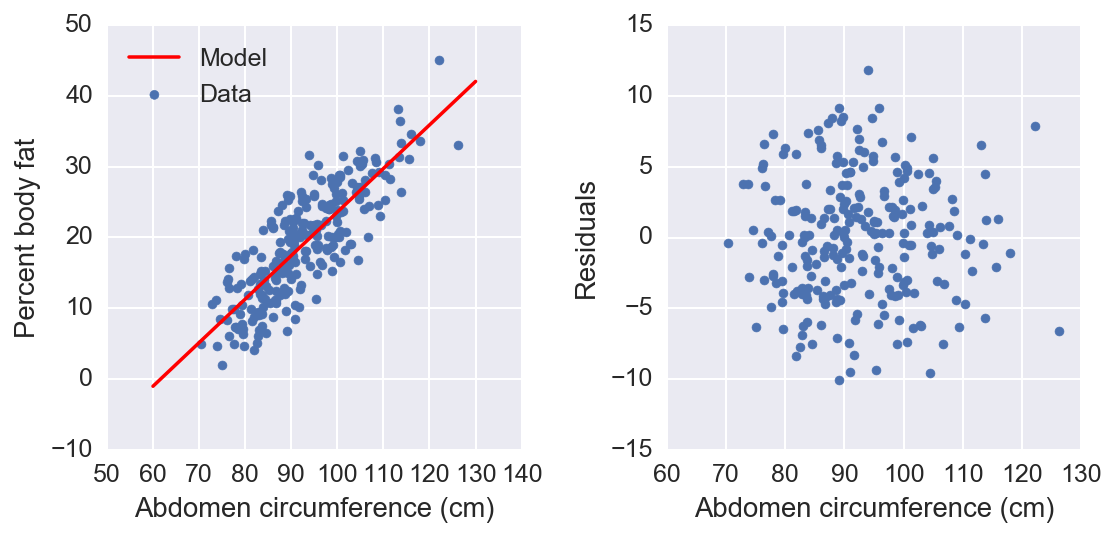 50
40
30
20
10
0
−10
Percent body fat
Model
Data
50 60 70 80 90 100 110 120 130 140
Abdomen circumference (cm)
15
10
5
0
−5
−10
−15
Residuals
60 70 80 90 100 110 120 130
Abdomen circumference (cm)